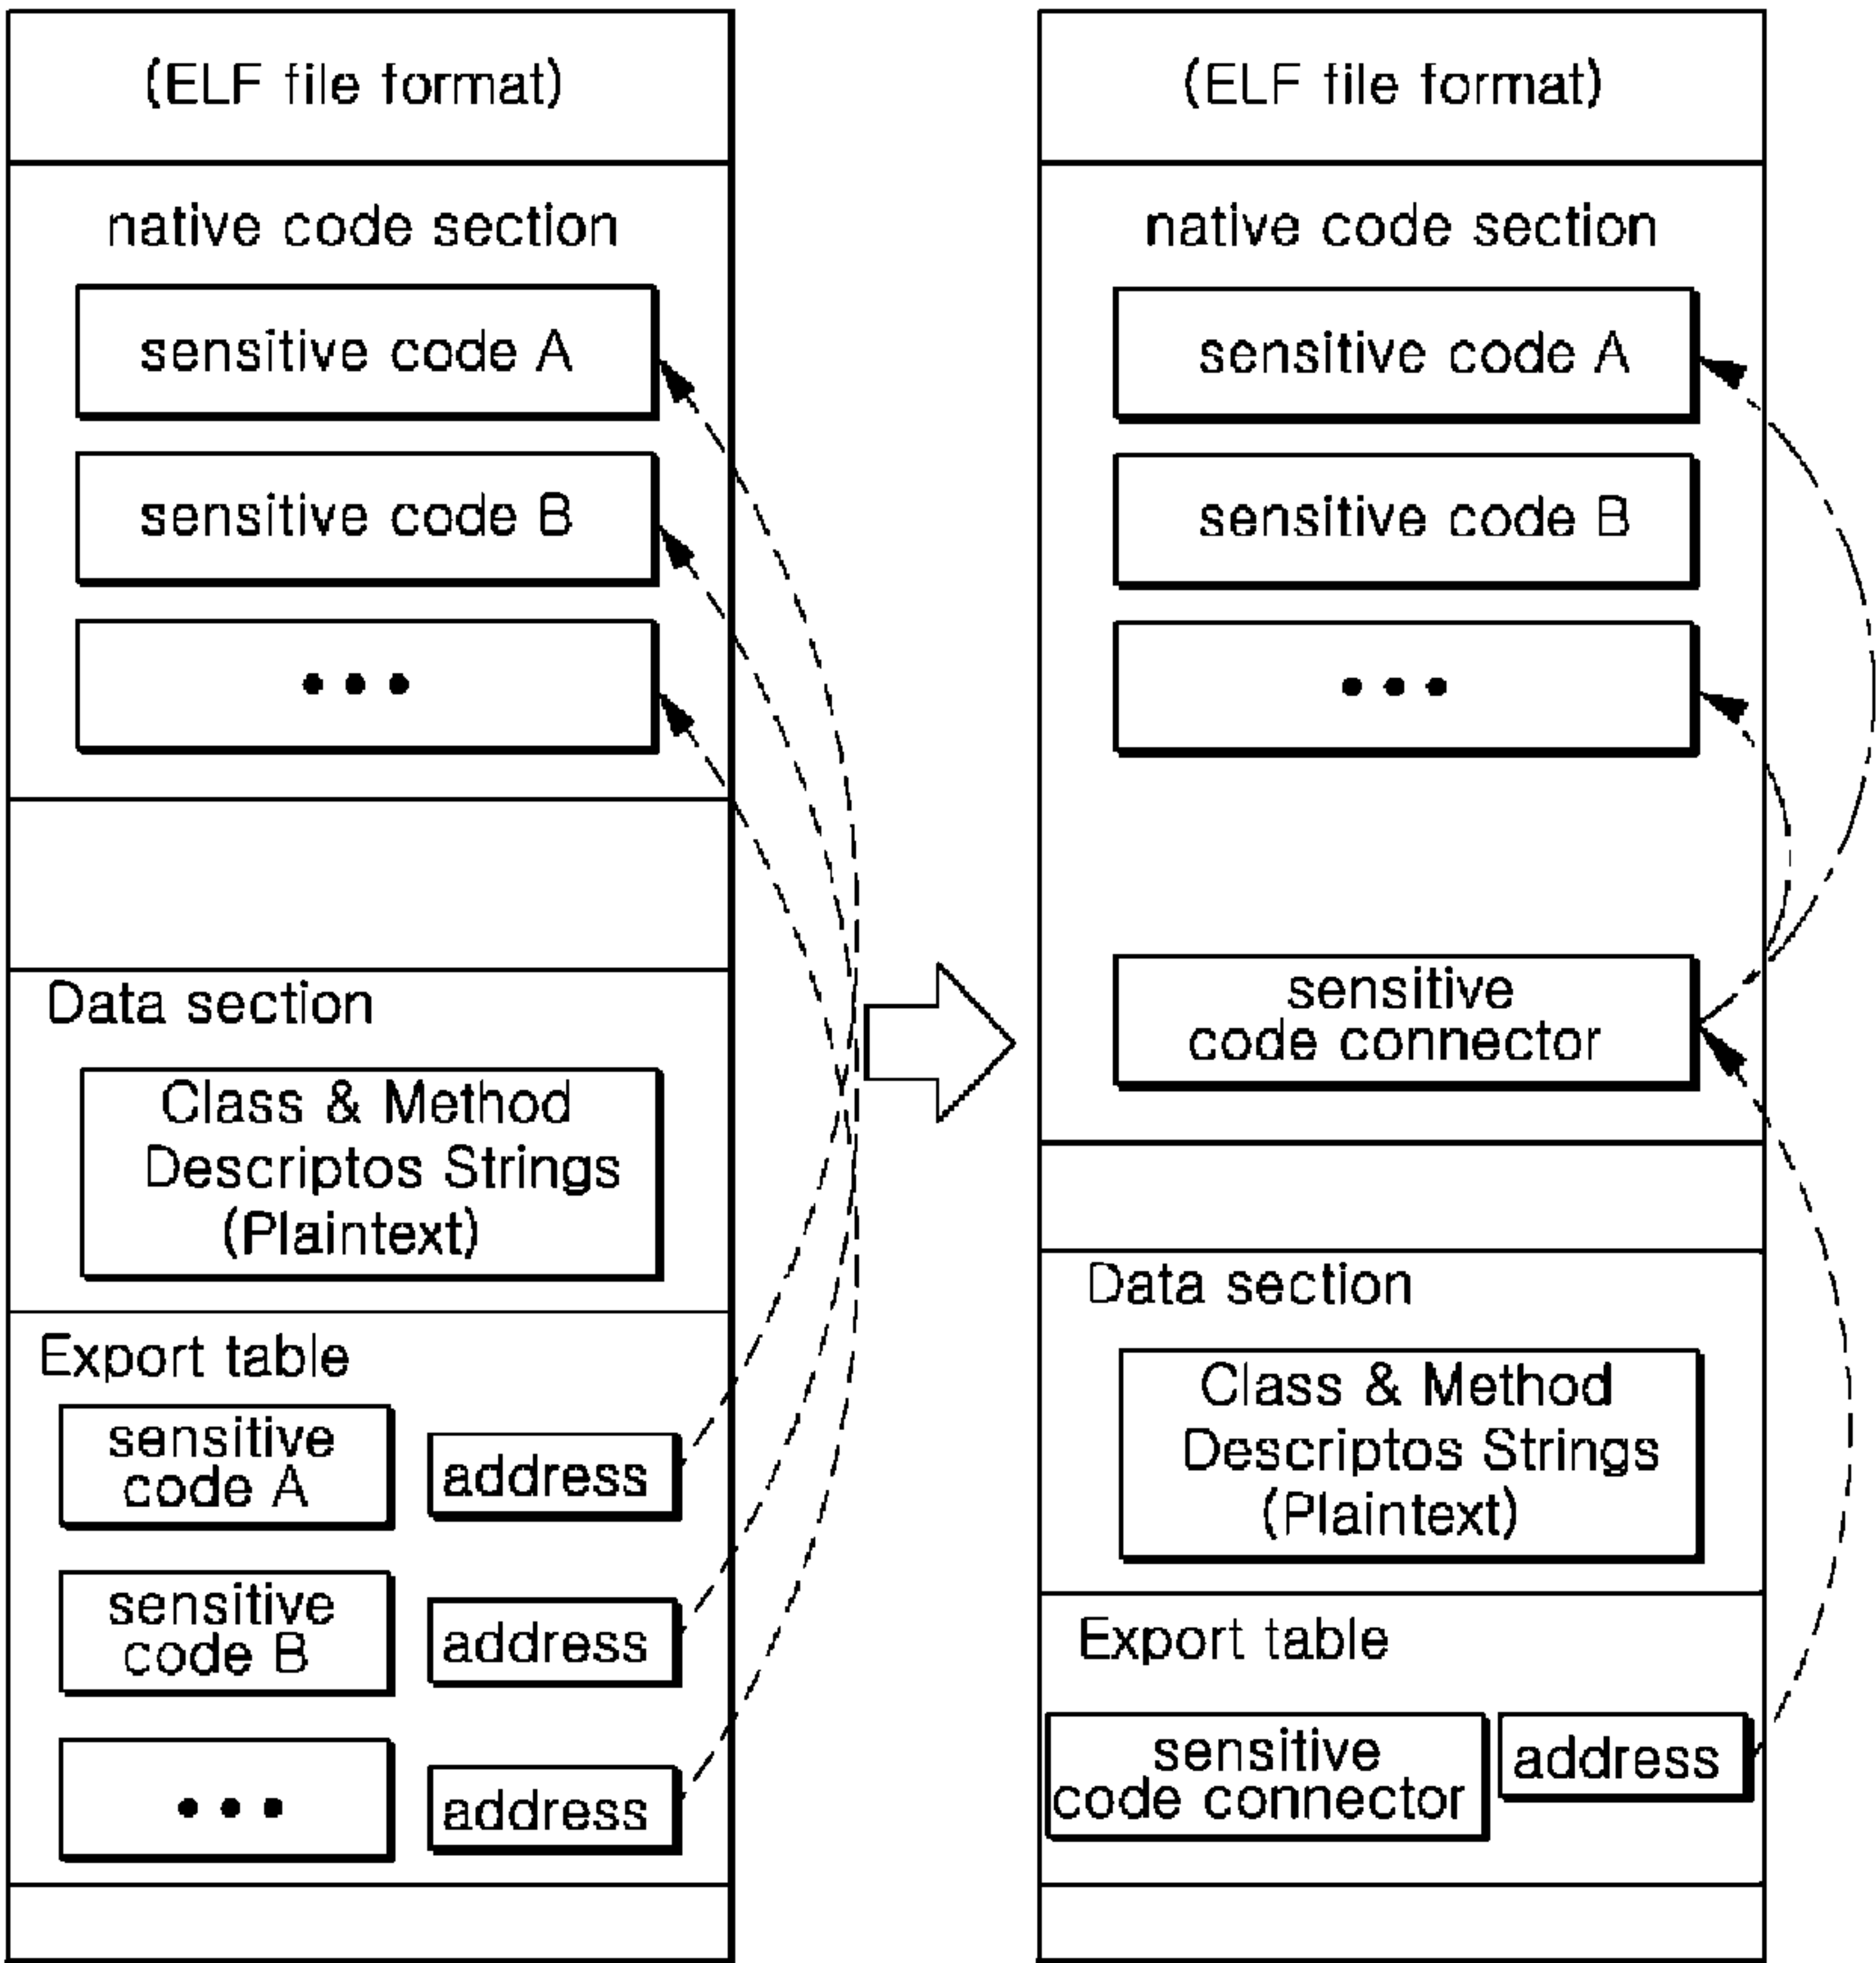 (ELF file format)
native code section
sensitive code A
sensitive code B
•••
Data section
Class & Method
Descriptos Strings
(Plaintext)
Export table
sensitive
code A
address
sensitive
code B
address
•••
address
(ELF file format)
native code section
sensitive code A
sensitive code B
•••
sensitive
code connector
Data section
Class & Method
Descriptos Strings
(Plaintext)
Export table
sensitive
code connector
address